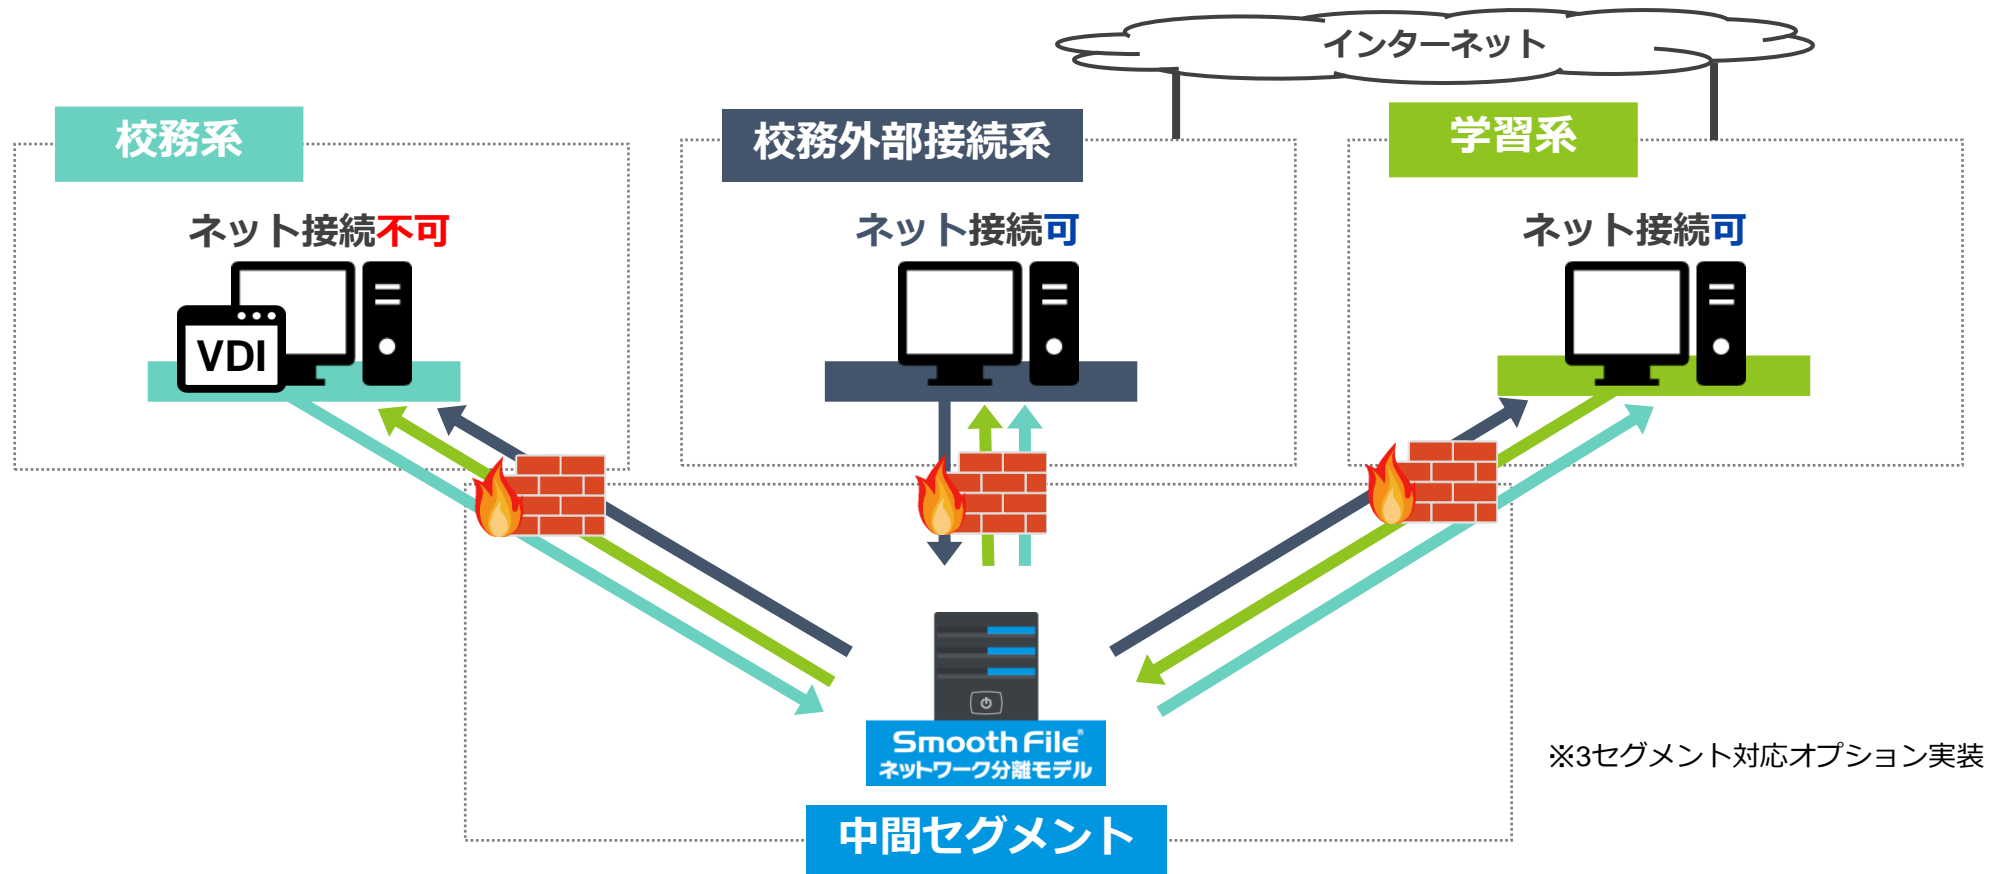 インターネット
校務系
校務外部接続系
学習系
ネット接続不可
ネット接続可
ネット接続可
VDI
Smooth File®
ネットワーク分離モデル
※3セグメント対応オプション実装
中間セグメント